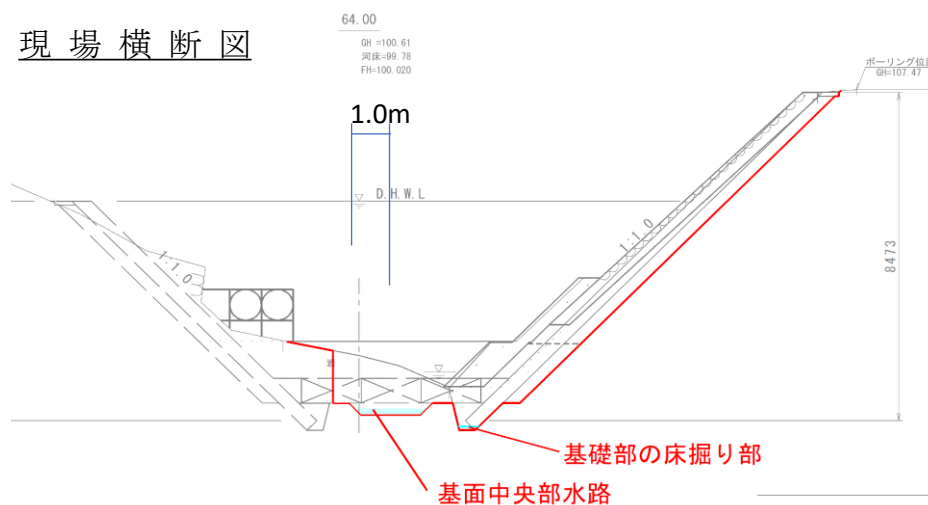 64.00
現場横断図
GH =100.61
河床=99.78
FH=100.020
ボーリング位
GH=107.47
1.0m
D.H.W.L
1:1.0
1:1.0
8473
基礎部の床掘り部
基面中央部水路